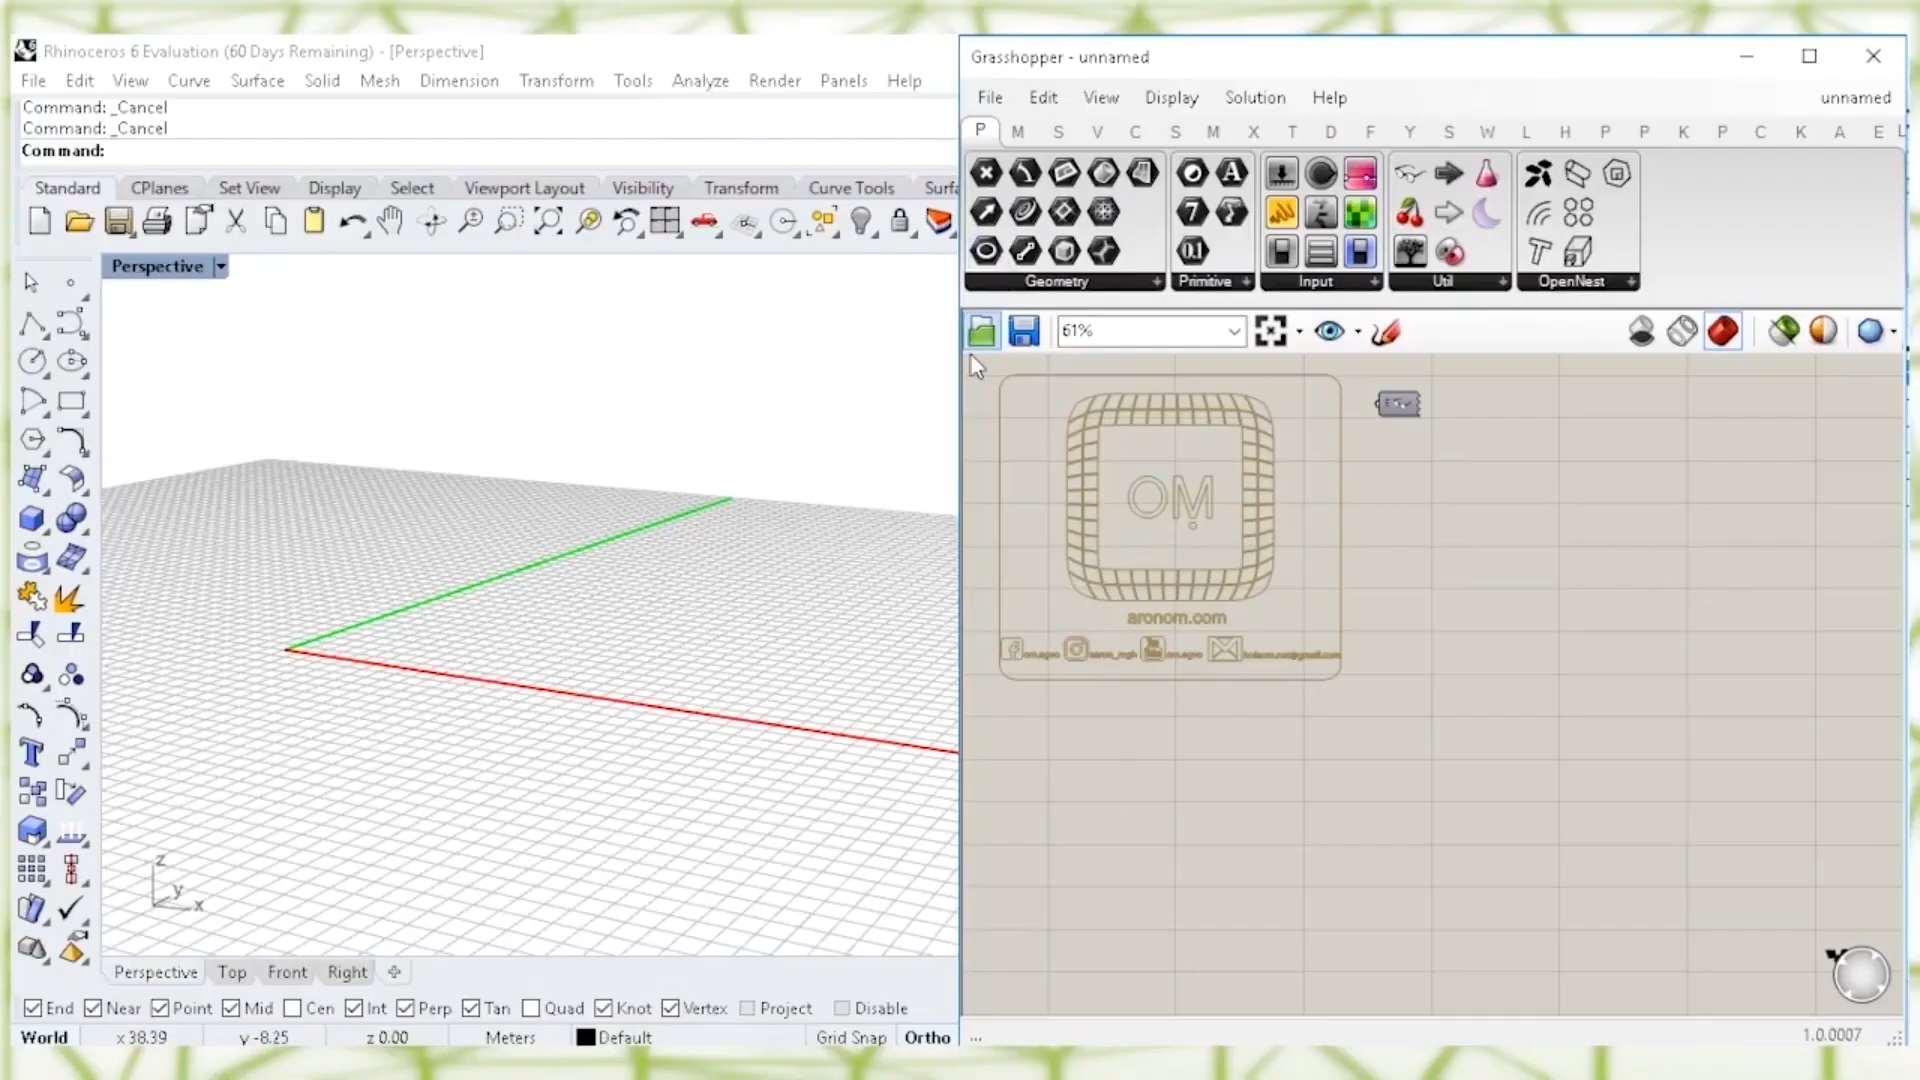 Rhinoceros 6 Evaluation (60 Days Remaining) - [Perspective]
File Edit View Curve Surface Solid Mesh Dimension Transform Tools Analyze Render Panels Help
Command: _Cancel
Command: _Cancel
Command:
Standard CPlanes Set View Display Select Viewport Layout Visibility Transform Curve Tools Surfa
Perspective
z
y
x
Perspective Top Front Right
End Near Point Mid Cen Int Perp Tan Quad Knot Vertex Project Disable
World x 38.39 y -8.25 z 0.00 Meters Default Grid Snap Ortho
Grasshopper - unnamed
File Edit View Display Solution Help unnamed
P M S V C S M X T D F Y S W L H P P K P C K A E L
Geometry Primitive Input Util OpenNest
61%
OM
aronom.com
... 1.0.0007